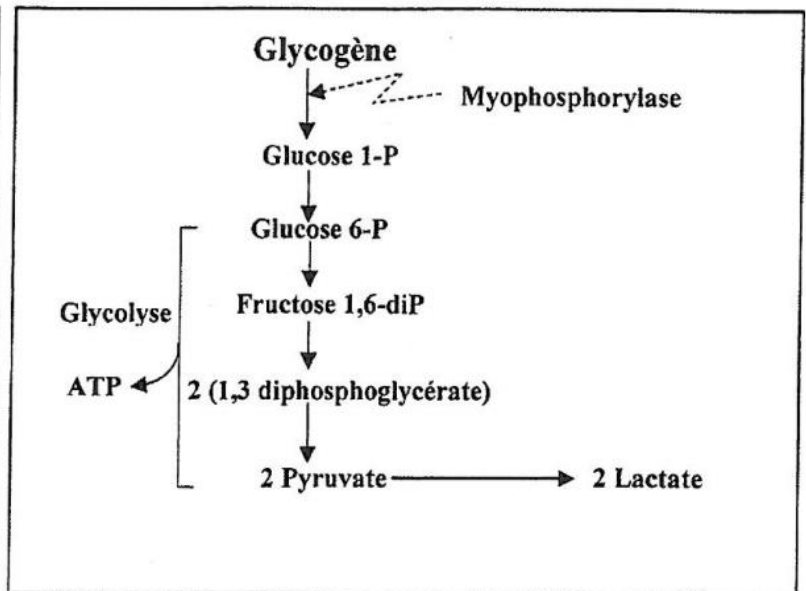 Glycogène
Myophosphorylase
Glucose 1-P
Glucose 6-P
Glycolyse
Fructose 1,6-diP
ATP
2 (1,3 diphosphoglycérate)
2 Pyruvate
2 Lactate